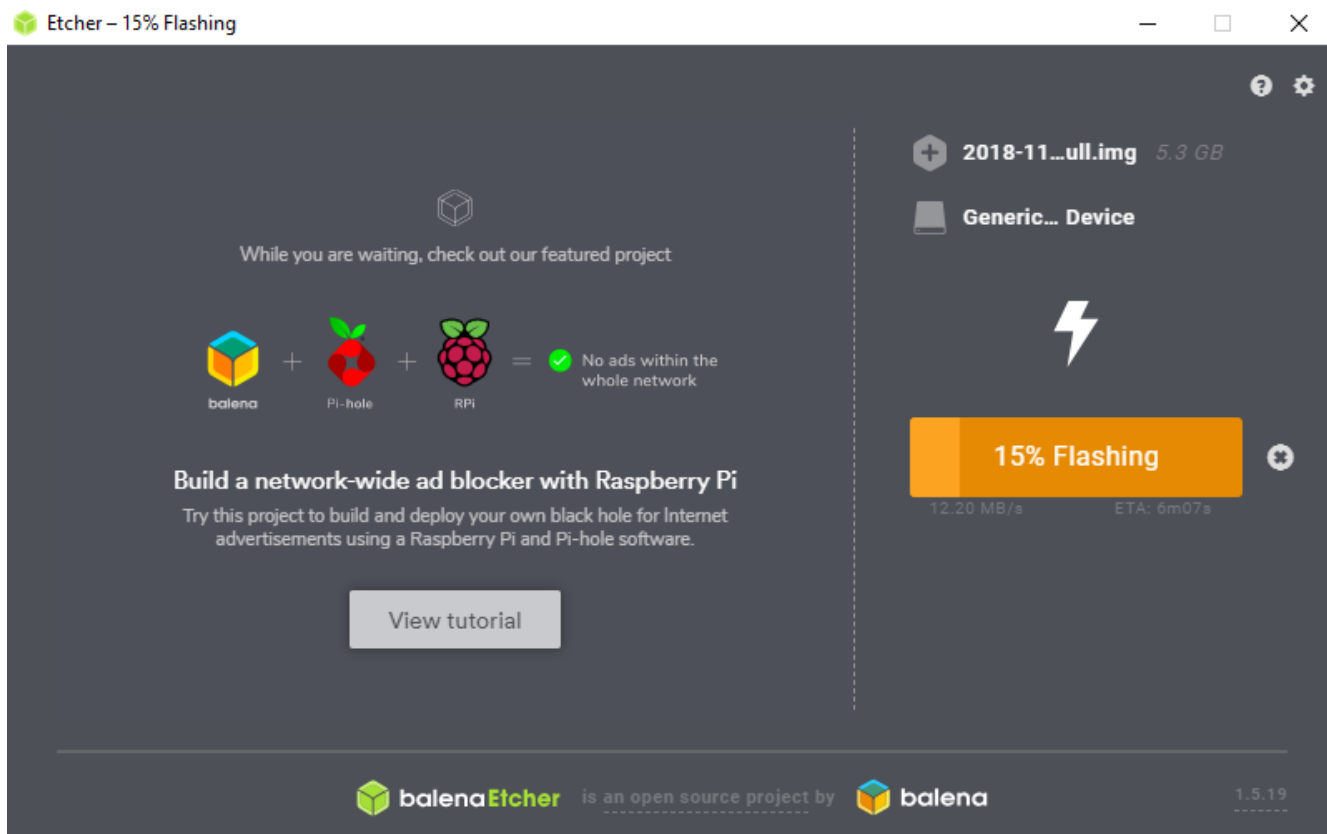 Etcher – 15% Flashing
While you are waiting, check out our featured project
balena + Pi-hole + RPi = No ads within the
whole network
Build a network-wide ad blocker with Raspberry Pi
Try this project to build and deploy your own black hole for Internet
advertisements using a Raspberry Pi and Pi-hole software.
View tutorial
2018-11...ull.img 5.3 GB
Generic... Device
15% Flashing
12.20 MB/s ETA: 6m07s
balenaEtcher is an open source project by balena 1.5.19